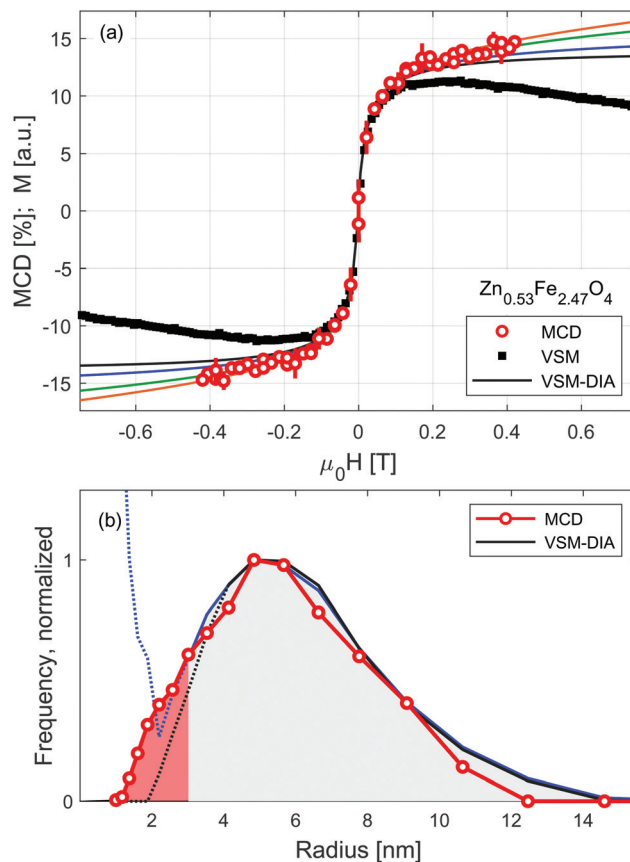 (a)
15
10
5
0
-5
-10
-15
MCD [%]; M [a.u.]
Zn0.53Fe2.47O4
MCD
VSM
VSM-DIA
-0.6 -0.4 -0.2 0 0.2 0.4 0.6
μ0H [T]
(b)
MCD
VSM-DIA
1
0
Frequency, normalized
2 4 6 8 10 12 14
Radius [nm]